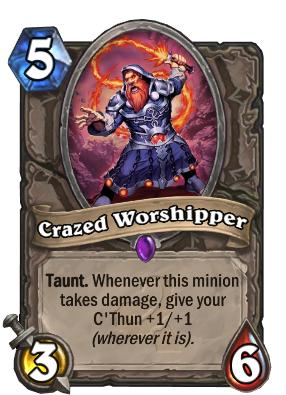 5
Crazed Worshipper
Taunt. Whenever this minion
takes damage, give your
C'Thun +1/+1
(wherever it is).
3
6